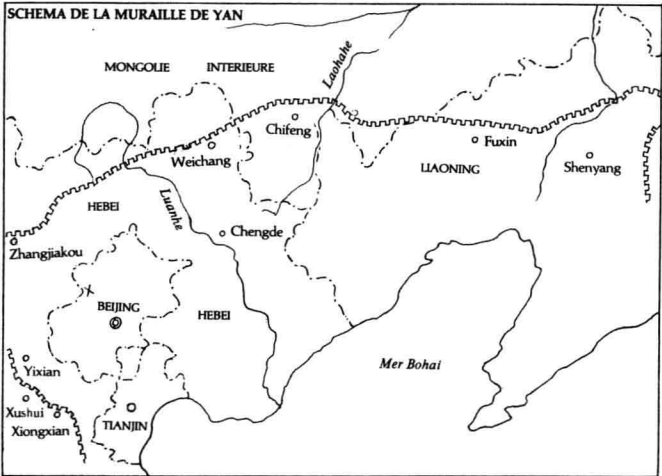 SCHEMA DE LA MURAILLE DE YAN
MONGOLIE INTERIEURE
Laohahe
Chifeng
Weichang
Fuxin
LIAONING
Shenyang
HEBEI
Luanhe
Chengde
Zhangjiakou
BEIJING
HEBEI
Mer Bohai
Yixian
Xushui
Xiongxian
TIANJIN